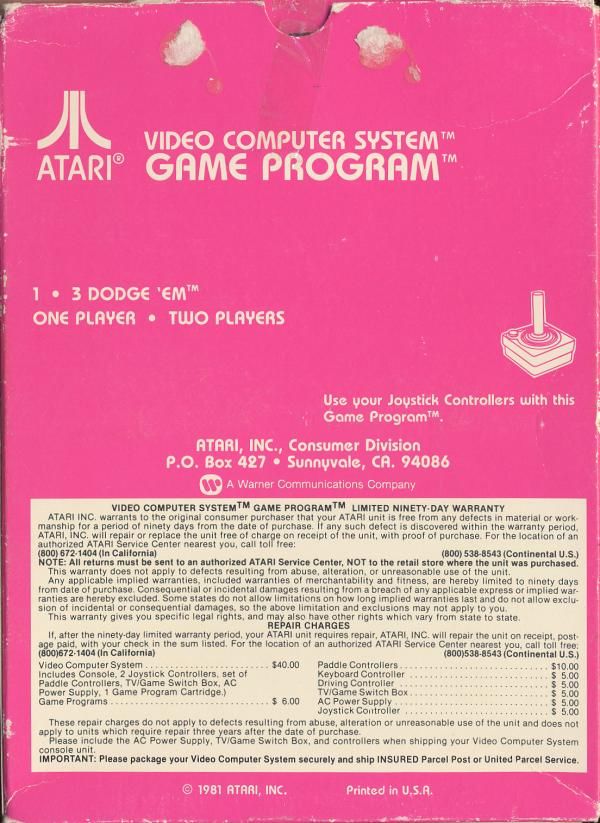 ATARI®
VIDEO COMPUTER SYSTEM™
GAME PROGRAM™
1 • 3 DODGE 'EM™
ONE PLAYER • TWO PLAYERS
Use your Joystick Controllers with this
Game Program™.
ATARI, INC., Consumer Division
P.O. Box 427 • Sunnyvale, CA. 94086
A Warner Communications Company
VIDEO COMPUTER SYSTEM™ GAME PROGRAM™ LIMITED NINETY-DAY WARRANTY
ATARI INC. warrants to the original consumer purchaser that your ATARI unit is free from any defects in material or work-
manship for a period of ninety days from the date of purchase. If any such defect is discovered within the warranty period,
ATARI, INC. will repair or replace the unit free of charge on receipt of the unit, with proof of purchase. For the location of an
authorized ATARI Service Center nearest you, call toll free:
(800) 672-1404 (In California) (800) 538-8543 (Continental U.S.)
NOTE: All returns must be sent to an authorized ATARI Service Center, NOT to the retail store where the unit was purchased.
This warranty does not apply to defects resulting from abuse, alteration, or unreasonable use of the unit.
Any applicable implied warranties, included warranties of merchantability and fitness, are hereby limited to ninety days
from date of purchase. Consequential or incidental damages resulting from a breach of any applicable express or implied war-
ranties are hereby excluded. Some states do not allow limitations on how long implied warranties last and do not allow exclu-
sion of incidental or consequential damages, so the above limitation and exclusions may not apply to you.
This warranty gives you specific legal rights, and may also have other rights which vary from state to state.
REPAIR CHARGES
If, after the ninety-day limited warranty period, your ATARI unit requires repair, ATARI, INC. will repair the unit on receipt, post-
age paid, with your check in the sum listed. For the location of an authorized ATARI Service Center nearest you, call toll free:
(800)672-1404 (In California) (800)538-8543 (Continental U.S.)
Video Computer System . . . . . . . . . . . . . . . . . . . . $40.00
Includes Console, 2 Joystick Controllers, set of
Paddle Controllers, TV/Game Switch Box, AC
Power Supply, 1 Game Program Cartridge.)
Game Programs . . . . . . . . . . . . . . . . . . . . . . . . . . . $ 6.00
Paddle Controllers . . . . . . . . . . . . . . . . . . . . . . . . $10.00
Keyboard Controller . . . . . . . . . . . . . . . . . . . . . . . $ 5.00
Driving Controller . . . . . . . . . . . . . . . . . . . . . . . . . $ 5.00
TV/Game Switch Box . . . . . . . . . . . . . . . . . . . . . . $ 5.00
AC Power Supply . . . . . . . . . . . . . . . . . . . . . . . . . $ 5.00
Joystick Controller . . . . . . . . . . . . . . . . . . . . . . . . $ 5.00
These repair charges do not apply to defects resulting from abuse, alteration or unreasonable use of the unit and does not
apply to units which require repair three years after the date of purchase.
Please include the AC Power Supply, TV/Game Switch Box, and controllers when shipping your Video Computer System
console unit.
IMPORTANT: Please package your Video Computer System securely and ship INSURED Parcel Post or United Parcel Service.
© 1981 ATARI, INC. Printed in U.S.A.